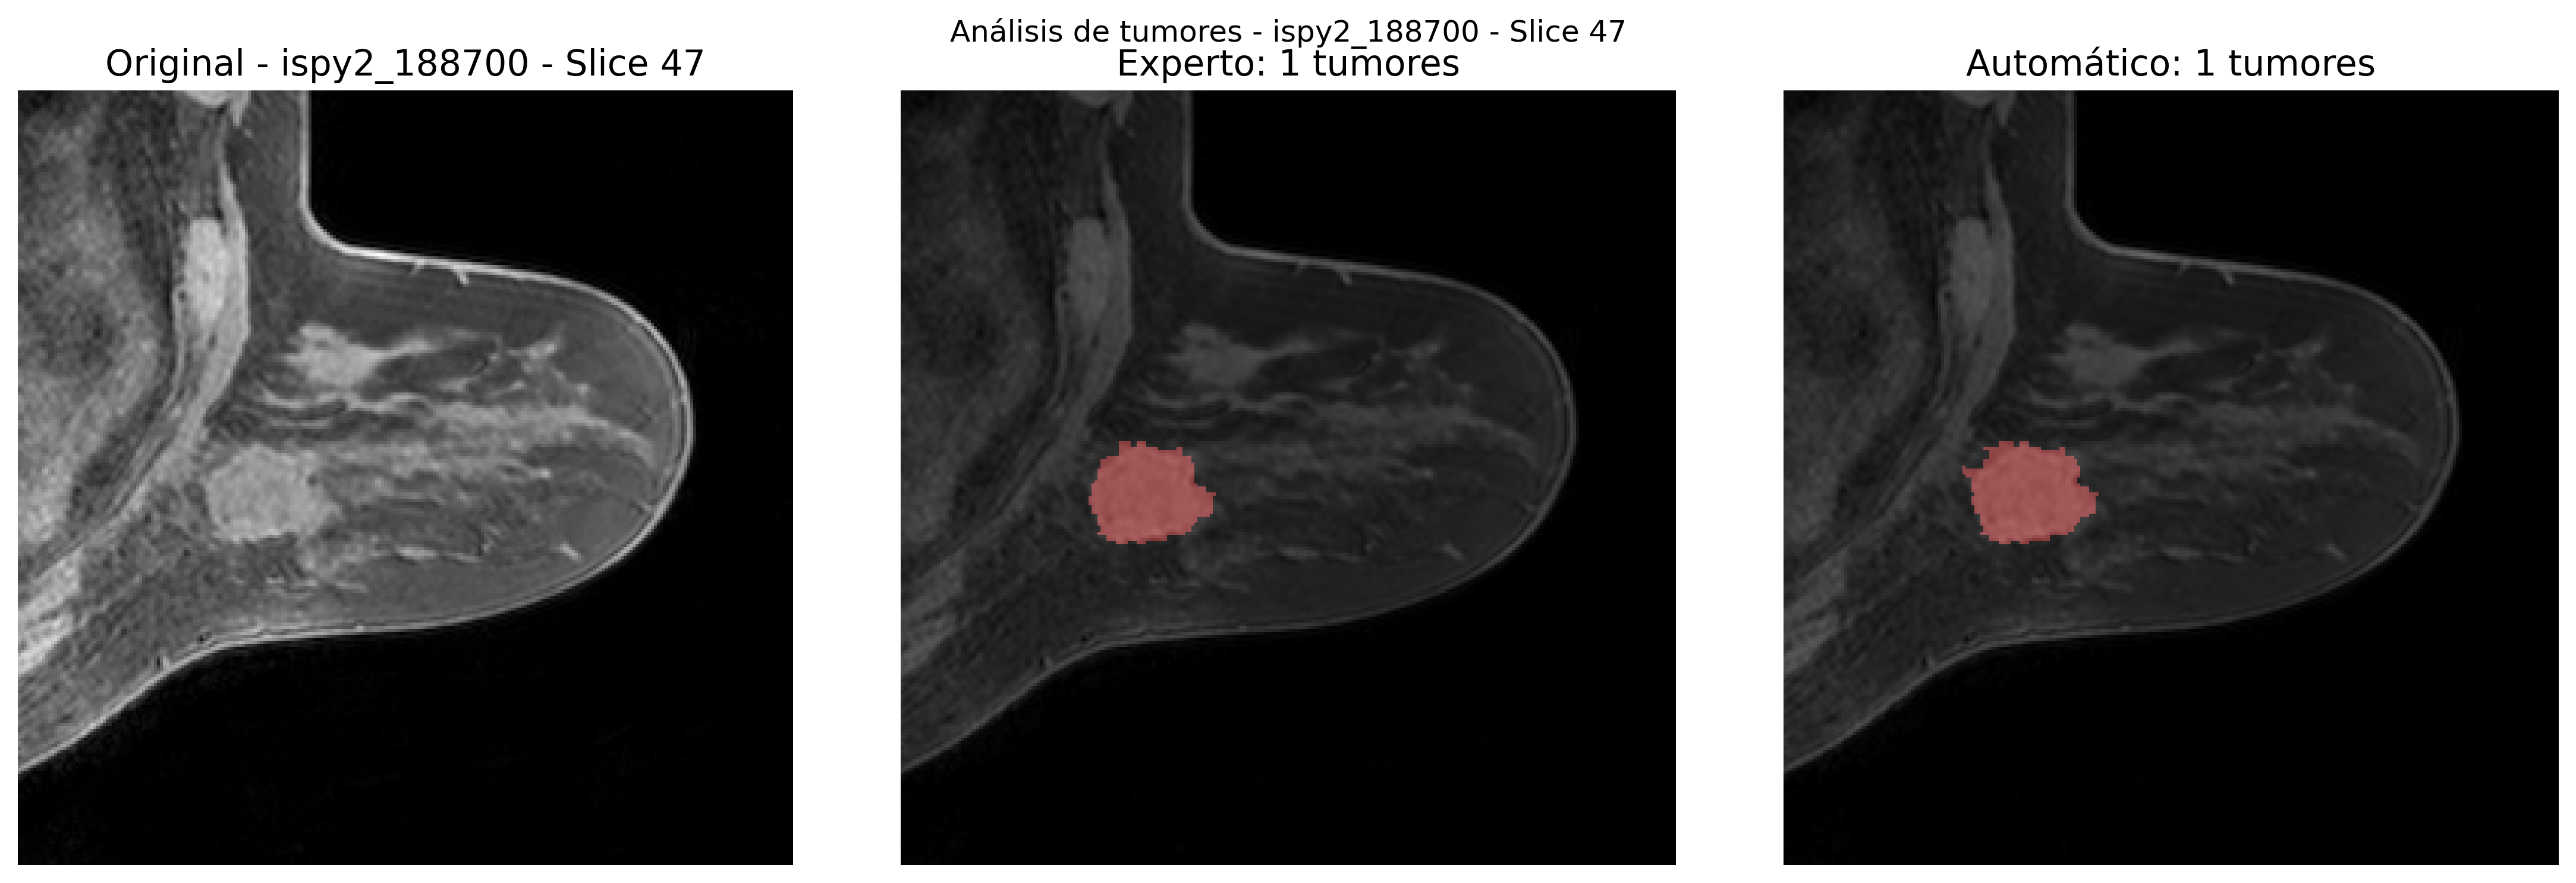 Análisis de tumores - ispy2_188700 - Slice 47
Original - ispy2_188700 - Slice 47
Experto: 1 tumores
Automático: 1 tumores